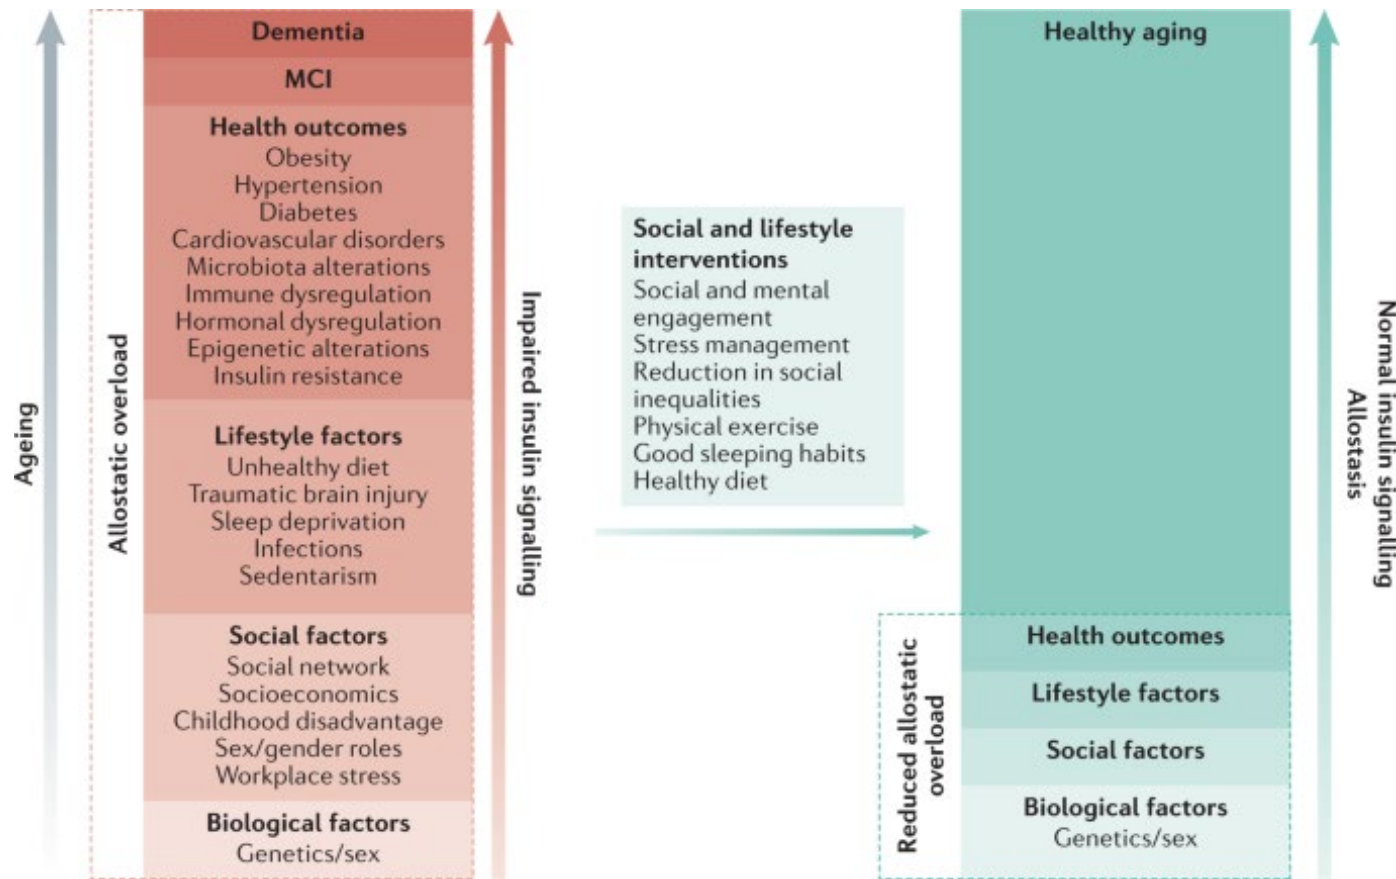 Ageing
Allostatic overload
Dementia
MCI
Health outcomes
Obesity
Hypertension
Diabetes
Cardiovascular disorders
Microbiota alterations
Immune dysregulation
Hormonal dysregulation
Epigenetic alterations
Insulin resistance
Lifestyle factors
Unhealthy diet
Traumatic brain injury
Sleep deprivation
Infections
Sedentarism
Social factors
Social network
Socioeconomics
Childhood disadvantage
Sex/gender roles
Workplace stress
Biological factors
Genetics/sex
Impaired insulin signalling
Social and lifestyle
interventions
Social and mental
engagement
Stress management
Reduction in social
inequalities
Physical exercise
Good sleeping habits
Healthy diet
Reduced allostatic
overload
Healthy aging
Health outcomes
Lifestyle factors
Social factors
Biological factors
Genetics/sex
Normal insulin signalling
Allostasis